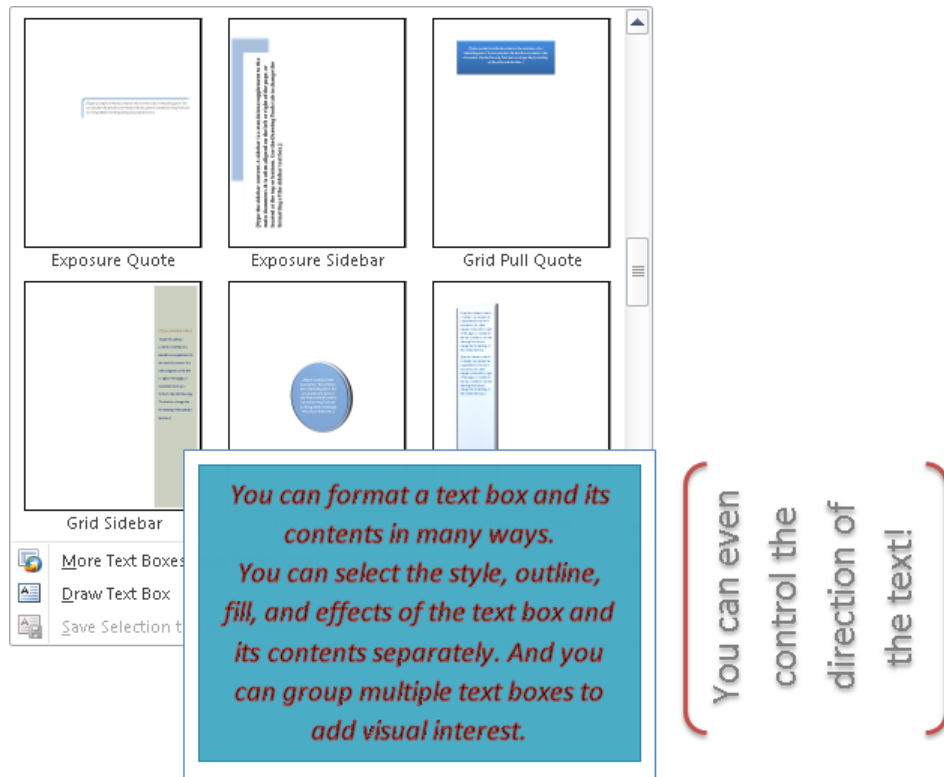 Exposure Quote
Exposure Sidebar
Grid Pull Quote
Grid Sidebar
More Text Boxes
Draw Text Box
Save Selection t
You can format a text box and its
contents in many ways.
You can select the style, outline,
fill, and effects of the text box and
its contents separately. And you
can group multiple text boxes to
add visual interest.
You can even
control the
direction of
the text!